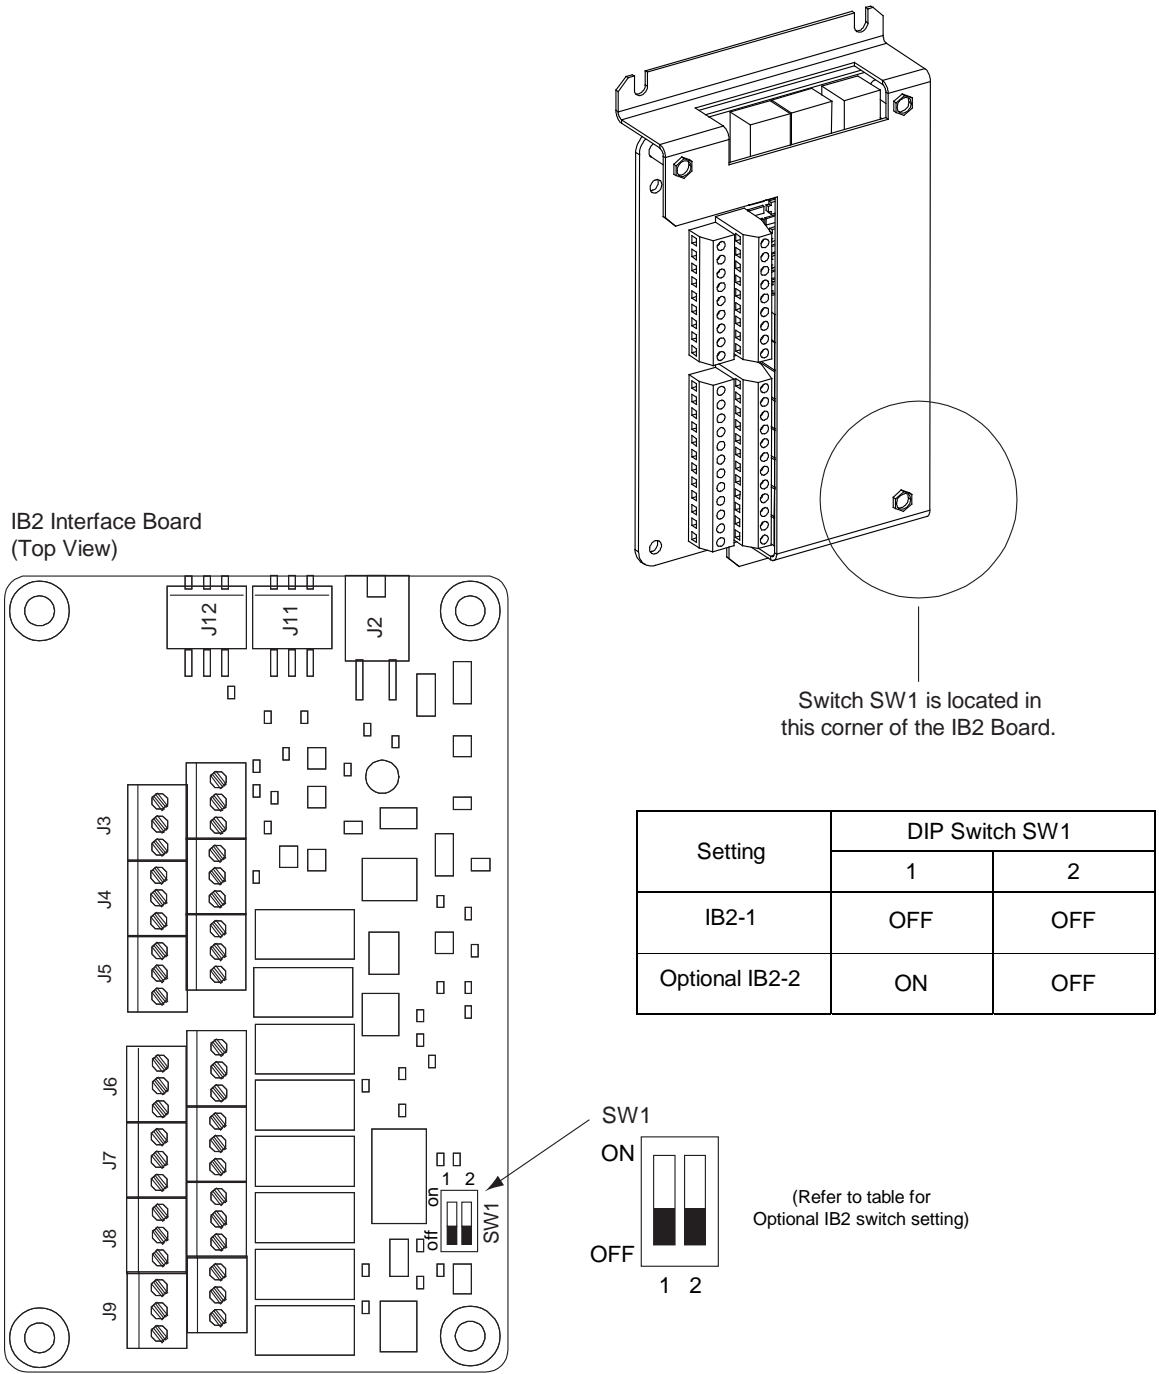 IB2 Interface Board
(Top View)
J12
J11
J2
J3
J4
J5
J6
J7
J8
J9
1 2
on
off
SW1
Switch SW1 is located in
this corner of the IB2 Board.
Setting
DIP Switch SW1
1 2
IB2-1 OFF OFF
Optional IB2-2 ON OFF
SW1
ON
OFF
1 2
(Refer to table for
Optional IB2 switch setting)